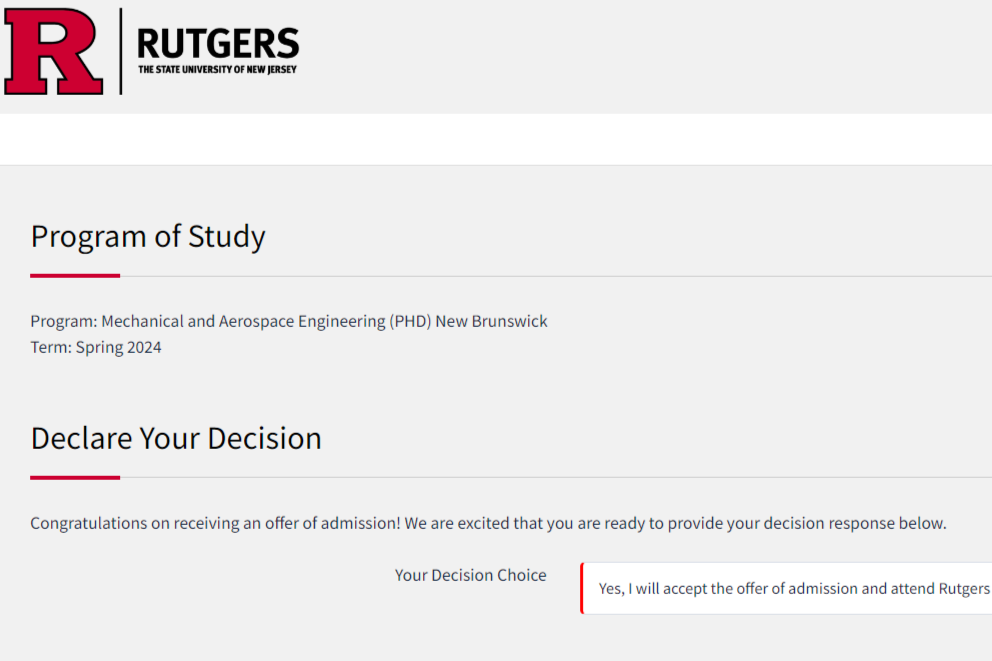 R
RUTGERS
THE STATE UNIVERSITY OF NEW JERSEY
Program of Study
Program: Mechanical and Aerospace Engineering (PHD) New Brunswick
Term: Spring 2024
Declare Your Decision
Congratulations on receiving an offer of admission! We are excited that you are ready to provide your decision response below.
Your Decision Choice
Yes, I will accept the offer of admission and attend Rutgers